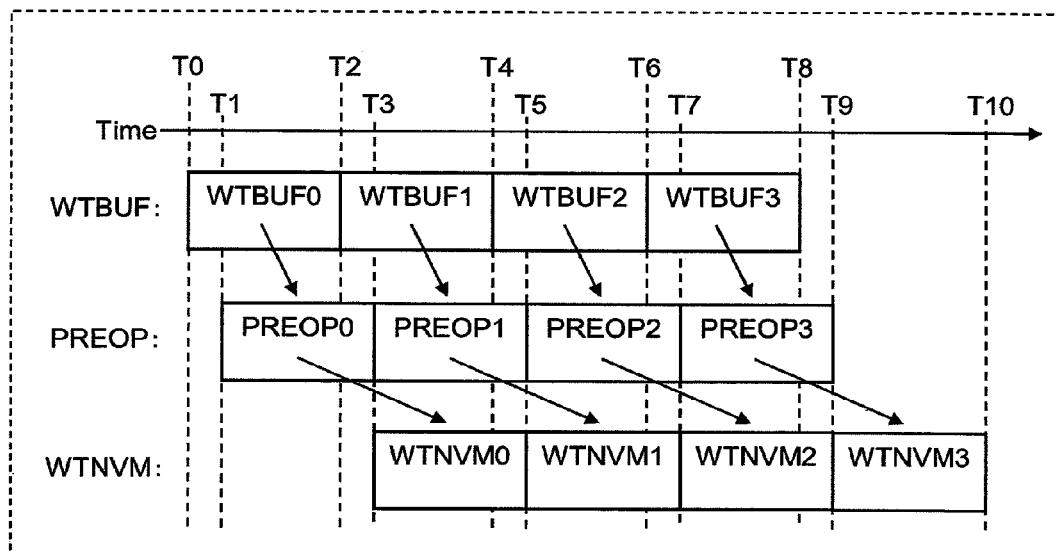 T0 T2 T4 T6 T8
T1 T3 T5 T7 T9 T10
Time
WTBUF: WTBUF0 WTBUF1 WTBUF2 WTBUF3
PREOP: PREOP0 PREOP1 PREOP2 PREOP3
WTNVM: WTNVM0 WTNVM1 WTNVM2 WTNVM3